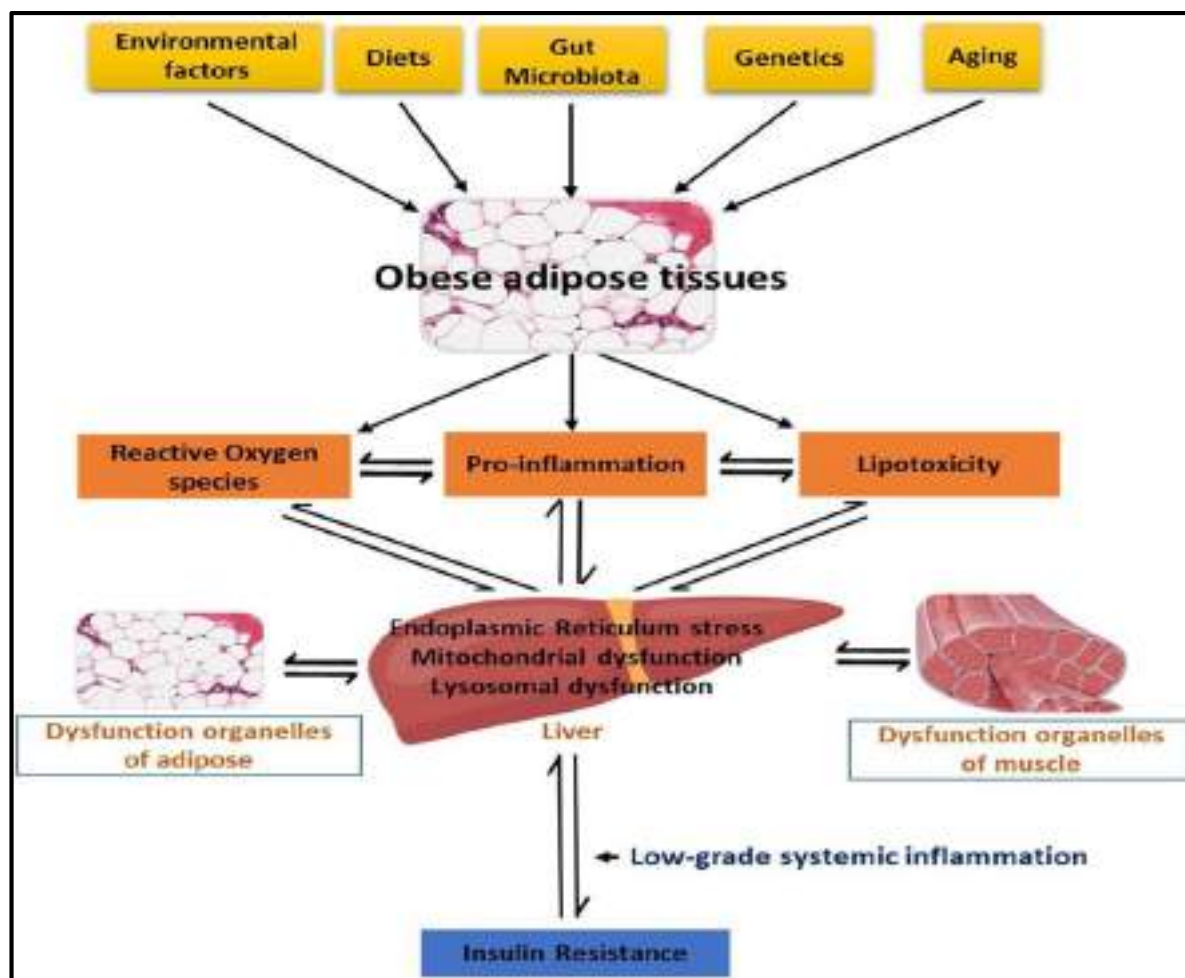 Environmental
factors
Diets
Gut
Microbiota
Genetics
Aging
Obese adipose tissues
Reactive Oxygen
species
Pro-inflammation
Lipotoxicity
Endoplasmic Reticulum stress
Mitochondrial dysfunction
Lysosomal dysfunction
Liver
Dysfunction organelles
of adipose
Dysfunction organelles
of muscle
Low-grade systemic inflammation
Insulin Resistance